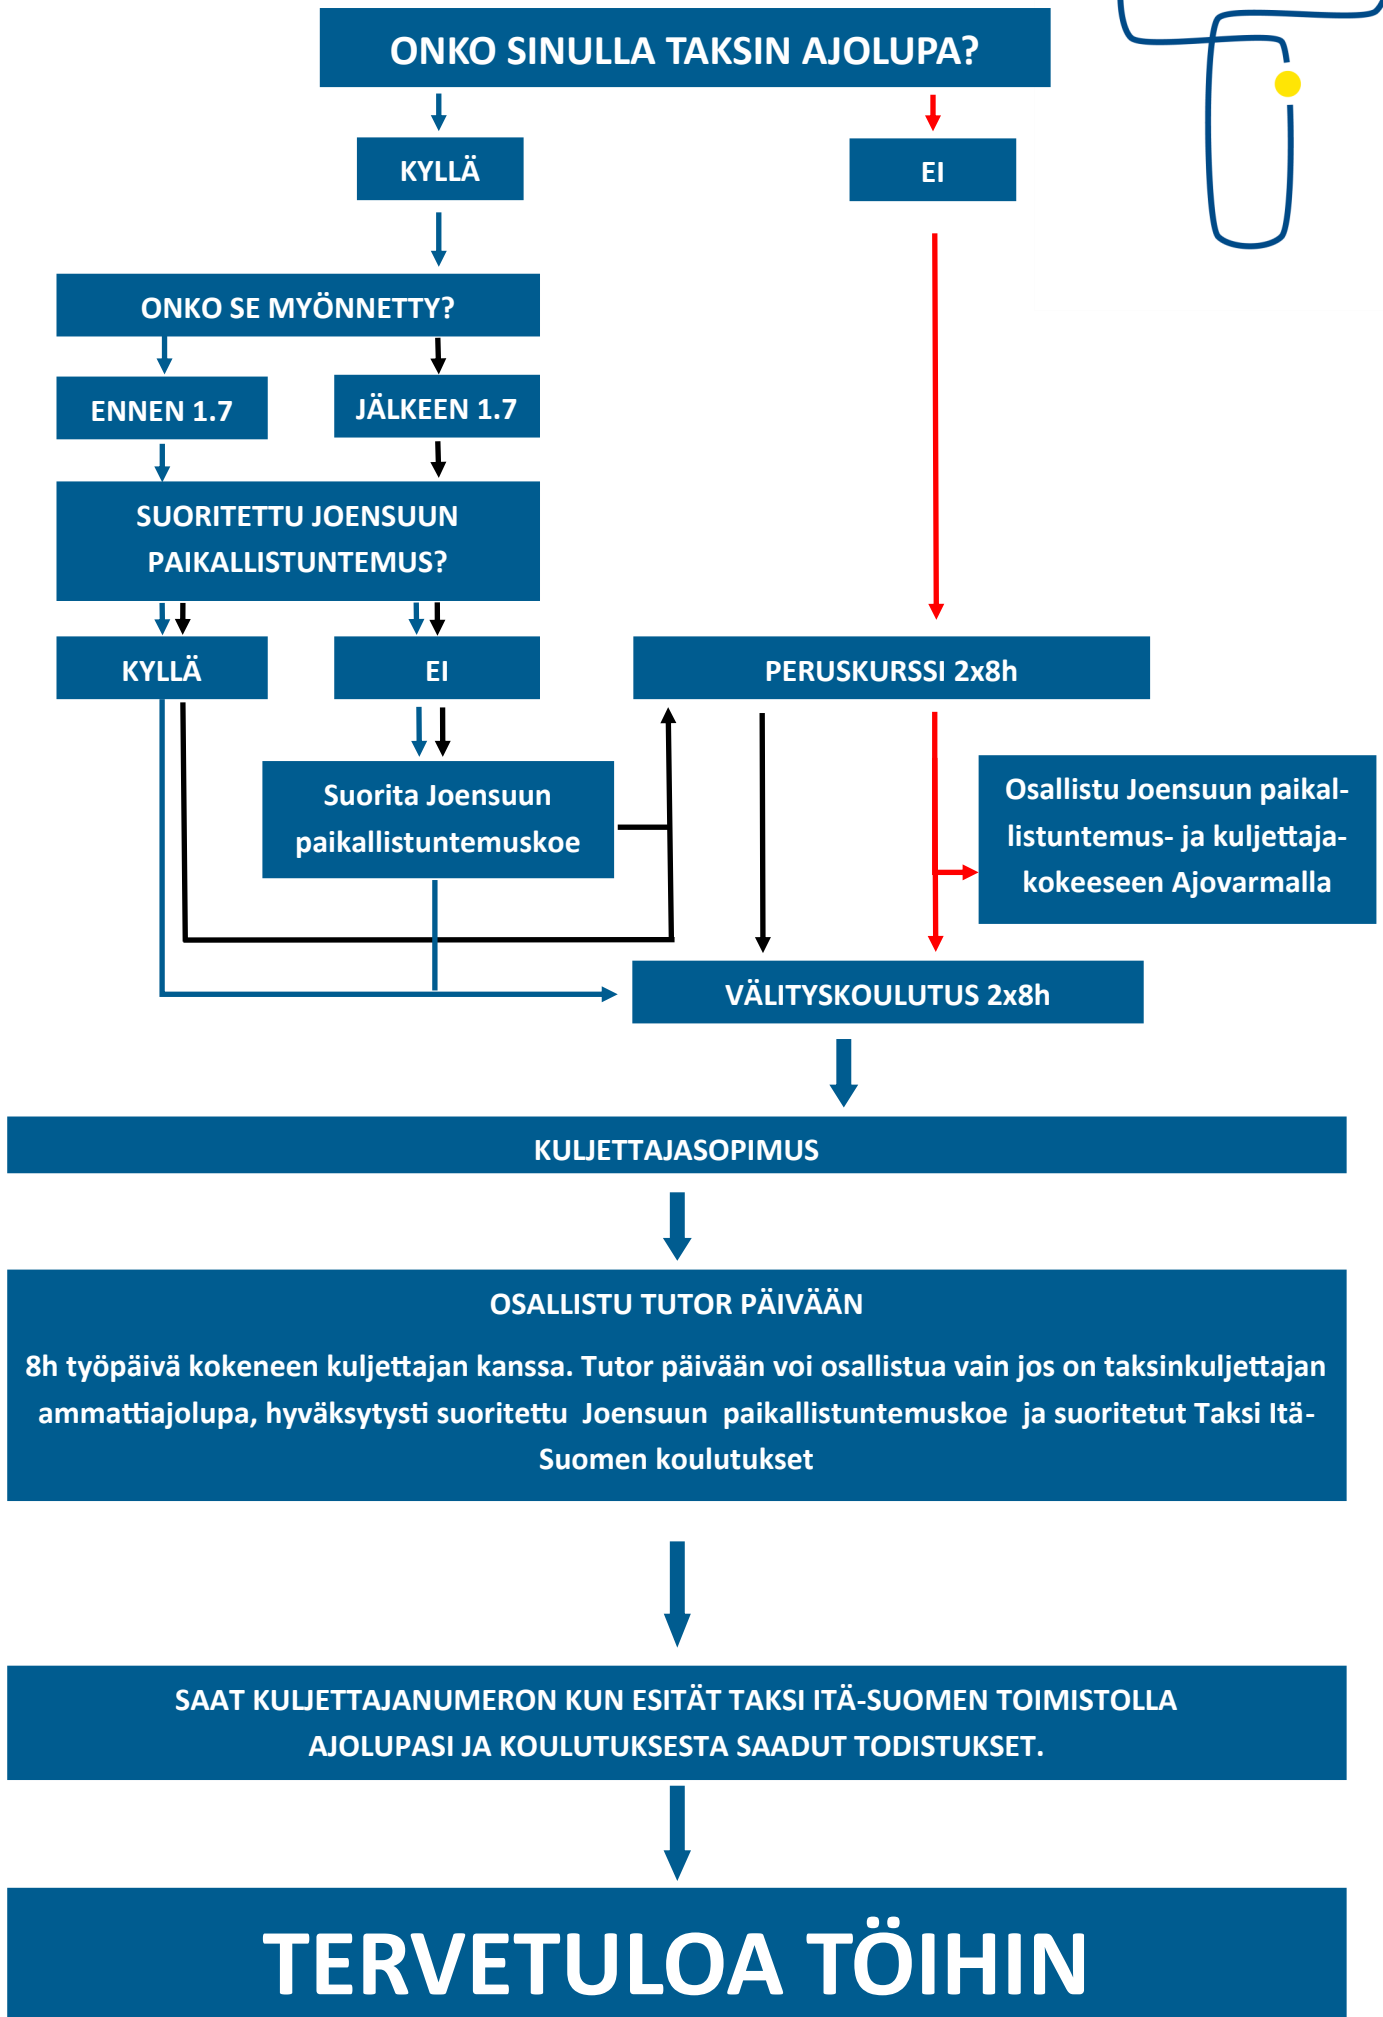 ONKO SINULLA TAKSIN AJOLUPA?
KYLLÄ
EI
ONKO SE MYÖNNETTY?
ENNEN 1.7
JÄLKEEN 1.7
SUORITETTU JOENSUUN
PAIKALLISTUNTEMUS?
KYLLÄ
EI
PERUSKURSSI 2x8h
Suorita Joensuun
paikallistuntemuskoe
Osallistu Joensuun paikal-
listuntemus- ja kuljettaja-
kokeeseen Ajovarmalla
VÄLITYSKOULUTUS 2x8h
KULJETTAJASOPIMUS
OSALLISTU TUTOR PÄIVÄÄN
8h työpäivä kokeneen kuljettajan kanssa. Tutor päivään voi osallistua vain jos on taksinkuljettajan
ammattiajolupa, hyväksytysti suoritettu Joensuun paikallistuntemuskoe ja suoritetut Taksi Itä-
Suomen koulutukset
SAAT KULJETTAJANUMERON KUN ESITÄT TAKSI ITÄ-SUOMEN TOIMISTOLLA
AJOLUPASI JA KOULUTUKSESTA SAADUT TODISTUKSET.
TERVETULOA TÖIHIN